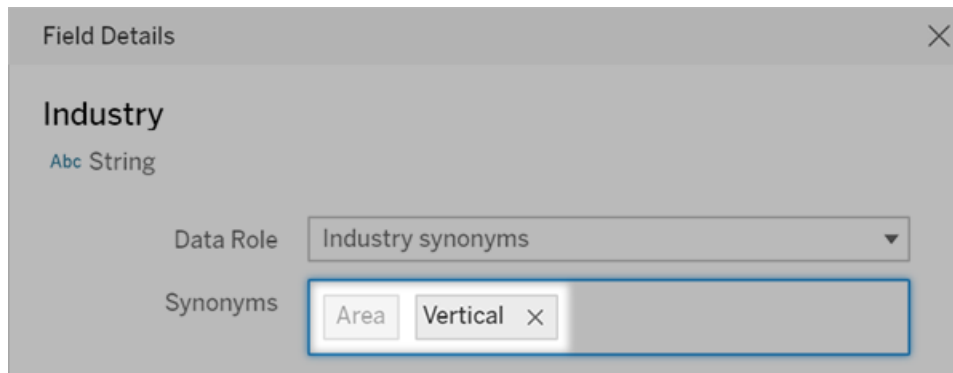 Field Details
Industry
Abc String
Data Role Industry synonyms
Synonyms Area Vertical